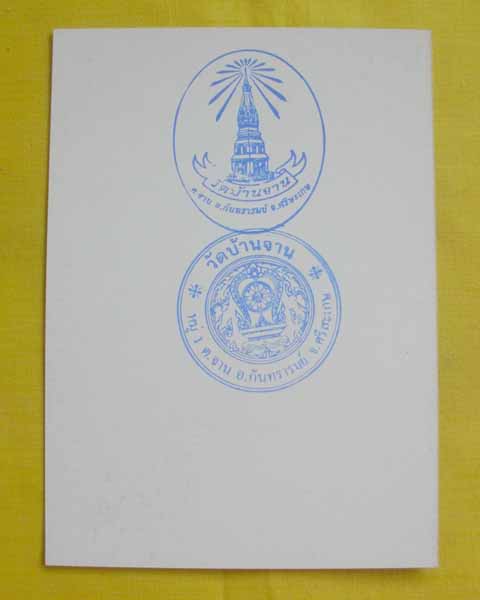 วัดบ้านจาน
ต.จาน อ.กันทรารมย์ จ.ศรีสะเกษ
วัดบ้านจาน
หมู่ 1 ต.จาน อ.กันทรารมย์ จ.ศรีสะเกษ